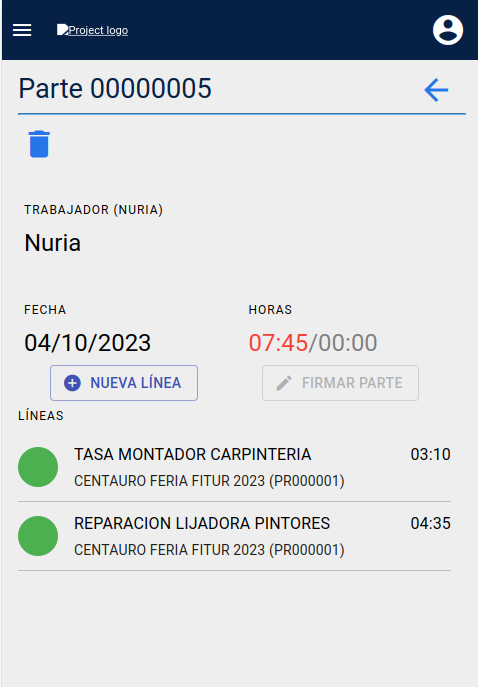 Project logo
Parte 00000005
TRABAJADOR (NURIA)
Nuria
FECHA
HORAS
04/10/2023
07:45/00:00
NUEVA LÍNEA
FIRMAR PARTE
LÍNEAS
TASA MONTADOR CARPINTERIA 03:10
CENTAURO FERIA FITUR 2023 (PR000001)
REPARACION LIJADORA PINTORES 04:35
CENTAURO FERIA FITUR 2023 (PR000001)